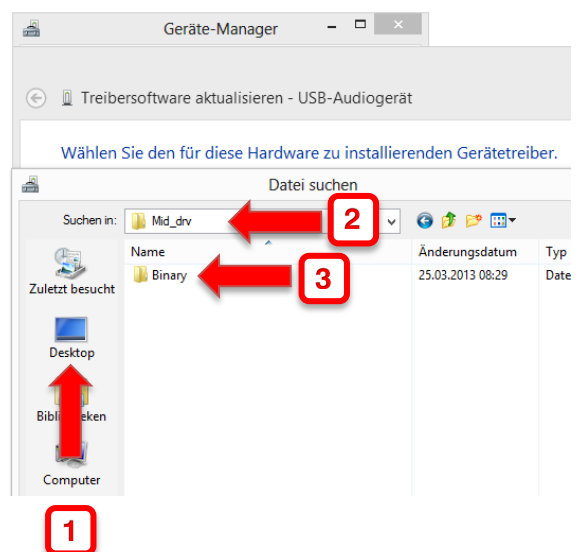 Geräte-Manager
Treibersoftware aktualisieren - USB-Audiogerät
Wählen Sie den für diese Hardware zu installierenden Gerätetreiber.
Datei suchen
Suchen in: Mid_drv 2
Name Änderungsdatum Typ
Binary 3 25.03.2013 08:29 Date
Zuletzt besucht
Desktop
Computer
1